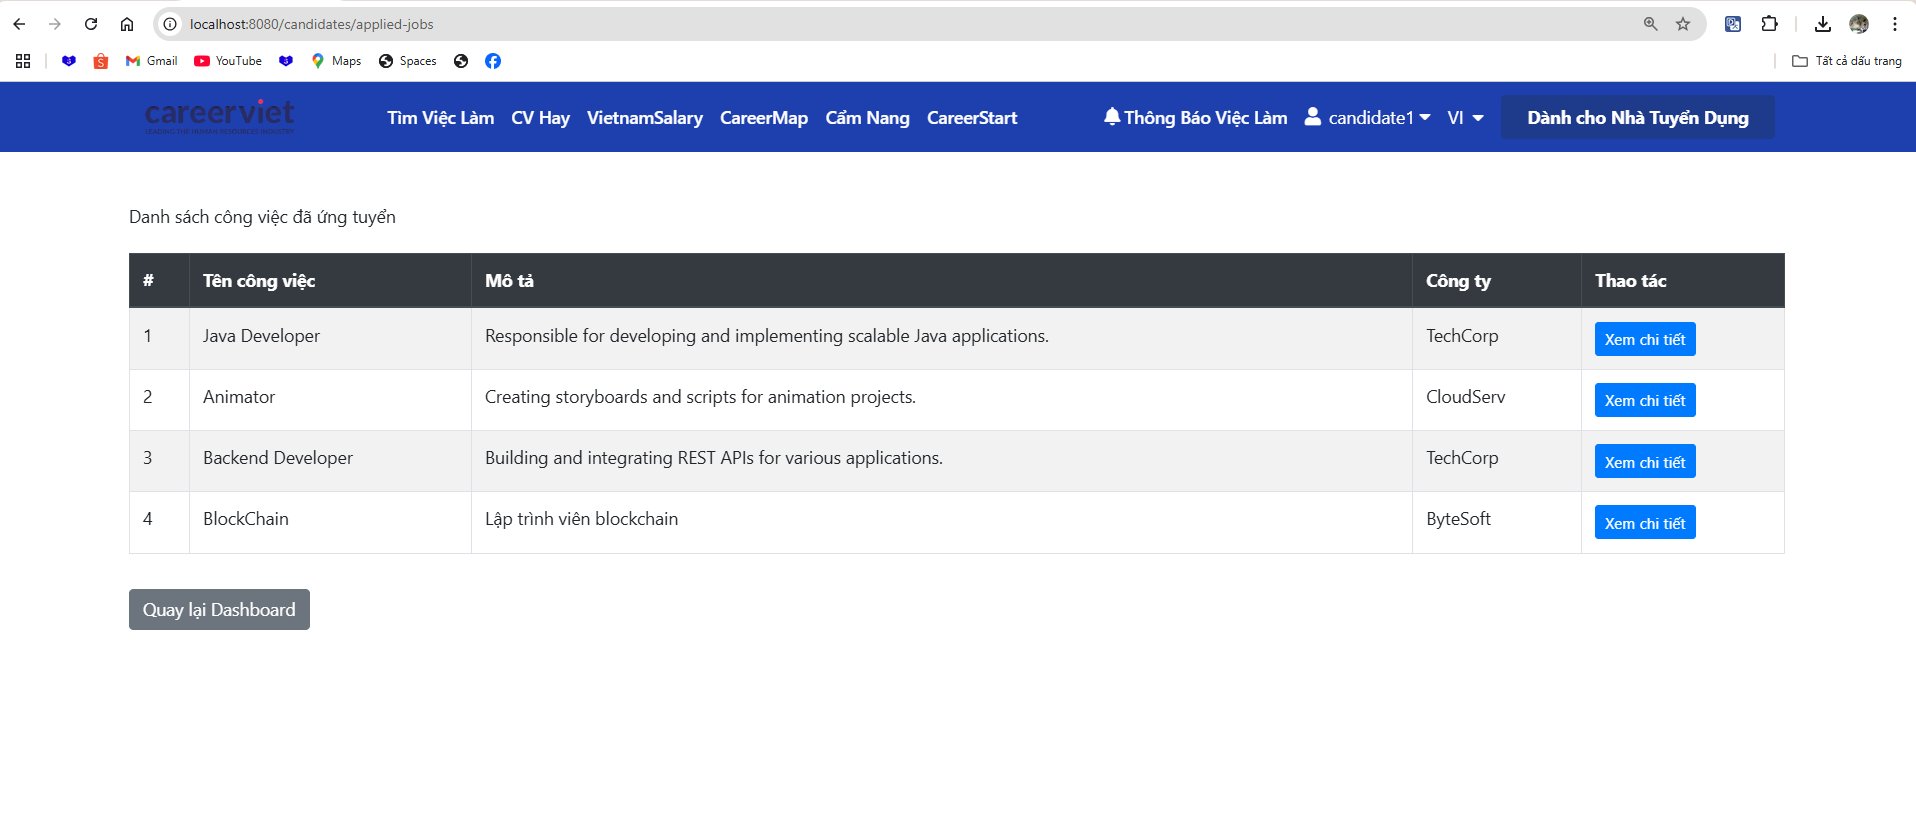 localhost:8080/candidates/applied-jobs
Gmail YouTube Maps Spaces Tất cả dấu trang
careerviet Tìm Việc Làm CV Hay VietnamSalary CareerMap Cẩm Nang CareerStart Thông Báo Việc Làm candidate1 VI Dành cho Nhà Tuyển Dụng
LEADING THE HUMAN RESOURCES INDUSTRY
Danh sách công việc đã ứng tuyển
# Tên công việc Mô tả Công ty Thao tác
1 Java Developer Responsible for developing and implementing scalable Java applications. TechCorp Xem chi tiết
2 Animator Creating storyboards and scripts for animation projects. CloudServ Xem chi tiết
3 Backend Developer Building and integrating REST APIs for various applications. TechCorp Xem chi tiết
4 BlockChain Lập trình viên blockchain ByteSoft Xem chi tiết
Quay lại Dashboard